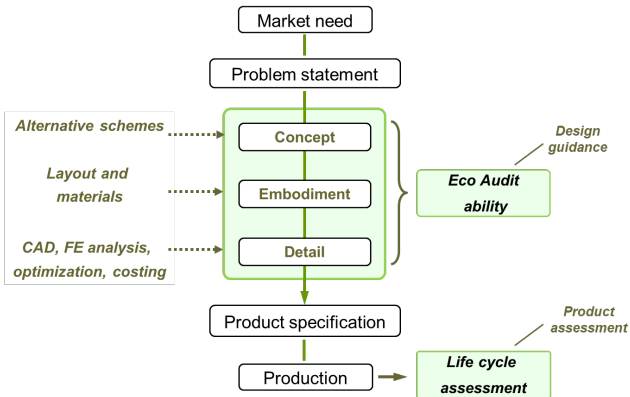 Market need
Problem statement
Alternative schemes
Concept
Design
guidance
Layout and
materials
Embodiment
Eco Audit
ability
CAD, FE analysis,
optimization, costing
Detail
Product specification
Product
assessment
Production
Life cycle
assessment